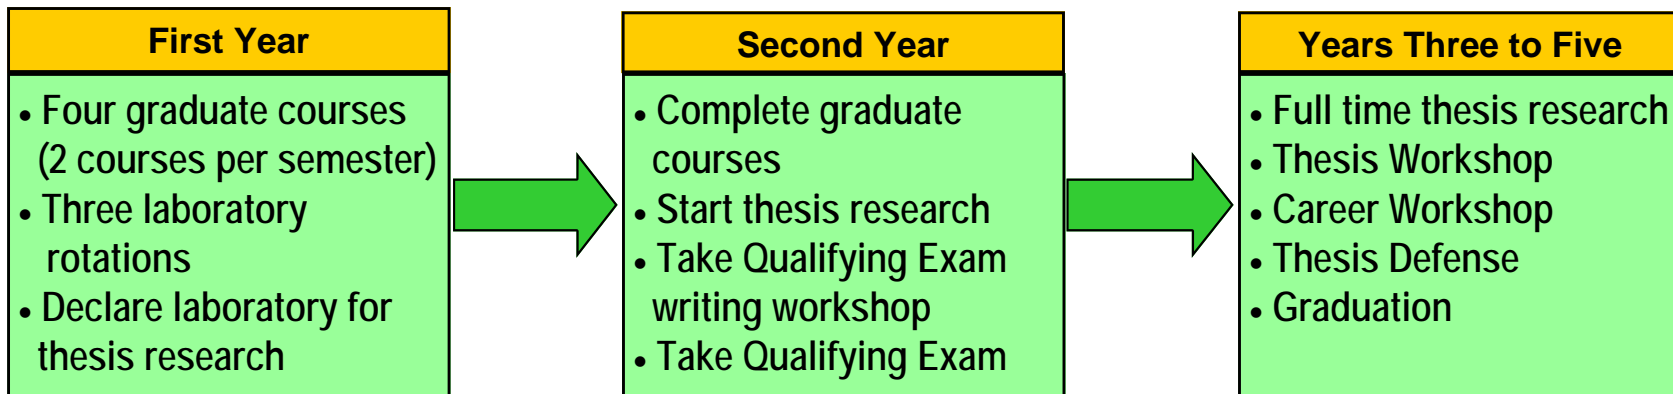 First Year
• Four graduate courses
(2 courses per semester)
• Three laboratory
rotations
• Declare laboratory for
thesis research
Second Year
• Complete graduate
courses
• Start thesis research
• Take Qualifying Exam
writing workshop
• Take Qualifying Exam
Years Three to Five
• Full time thesis research
• Thesis Workshop
• Career Workshop
• Thesis Defense
• Graduation